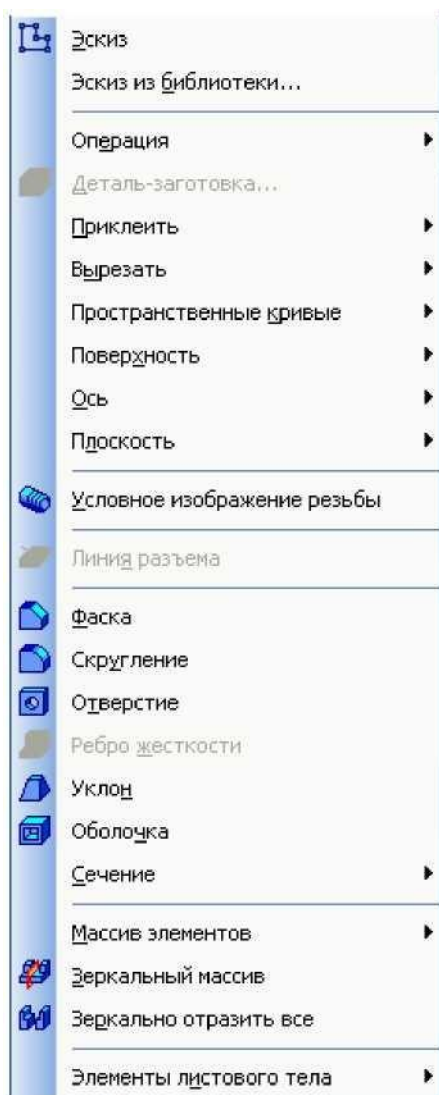 Эскиз
Эскиз из библиотеки...
Операция
Деталь-заготовка...
Приклеить
Вырезать
Пространственные кривые
Поверхность
Ось
Плоскость
Условное изображение резьбы
Линия разъема
Фаска
Скругление
Отверстие
Ребро жесткости
Уклон
Оболочка
Сечение
Массив элементов
Зеркальный массив
Зеркально отразить все
Элементы листового тела